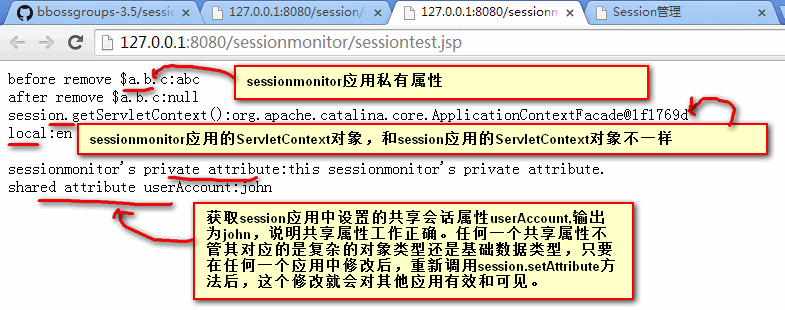 bbossgroups-3.5/sessi
127.0.0.1:8080/session/
127.0.0.1:8080/sessionm
Session管理
127.0.0.1:8080/sessionmonitor/sessiontest.jsp
before remove $a.b.c:abc
sessionmonitor应用私有属性
after remove $a.b.c:null
session.getServletContext():org.apache.catalina.core.ApplicationContextFacade@1f1769d
local:en
sessionmonitor应用的ServletContext对象，和session应用的ServletContext对象不一样
sessionmonitor's private attribute:this sessionmonitor's private attribute.
shared attribute userAccount:john
获取session应用中设置的共享会话属性userAccount,输出
为john，说明共享属性工作正确。任何一个共享属性不
管其对应的是复杂的对象类型还是基础数据类型，只要
在任何一个应用中修改后，重新调用session.setAttribute方
法后，这个修改就会对其他应用有效和可见。